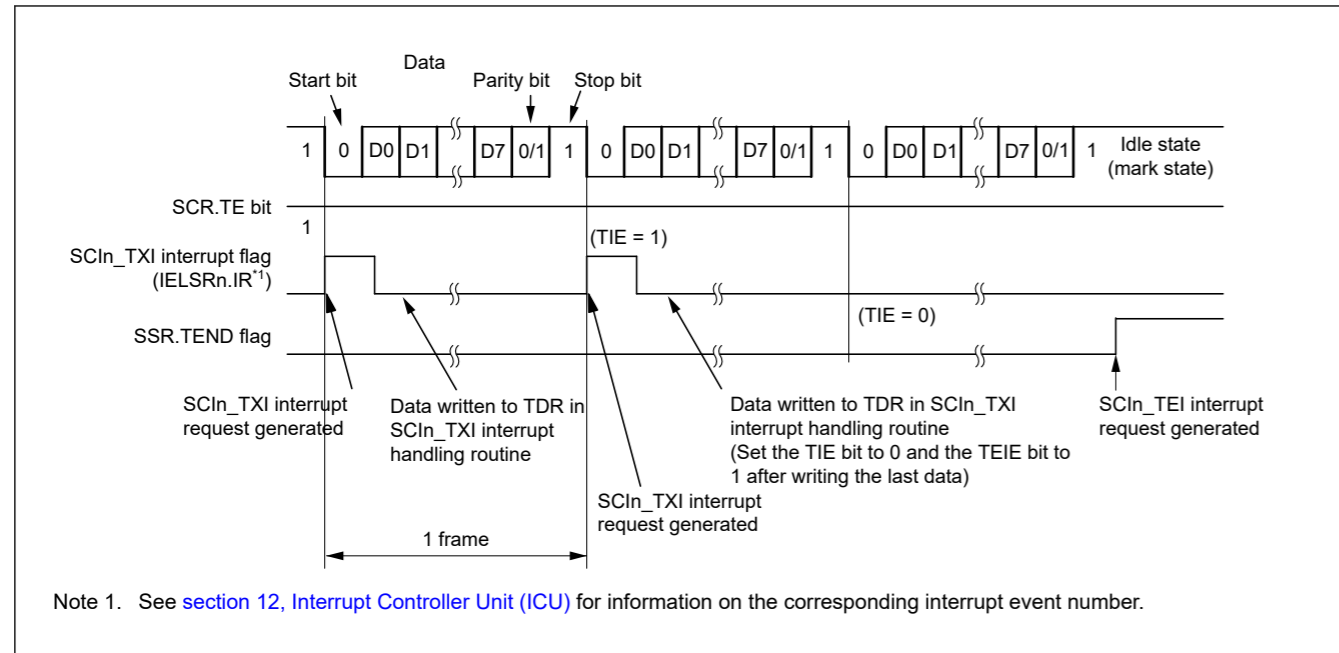 Data
Start bit
Parity bit
Stop bit
1 0 D0 D1 D7 0/1 1 0 D0 D1 D7 0/1 1 0 D0 D1 D7 0/1 1
Idle state
(mark state)
SCR.TE bit
1
(TIE = 1)
SCIn_TXI interrupt flag
(IELSRn.IR*1)
(TIE = 0)
SSR.TEND flag
SCIn_TXI interrupt
request generated
Data written to TDR in
SCIn_TXI interrupt
handling routine
Data written to TDR in SCIn_TXI
interrupt handling routine
(Set the TIE bit to 0 and the TEIE bit to
1 after writing the last data)
SCIn_TEI interrupt
request generated
SCIn_TXI interrupt
request generated
1 frame
Note 1. See section 12, Interrupt Controller Unit (ICU) for information on the corresponding interrupt event number.